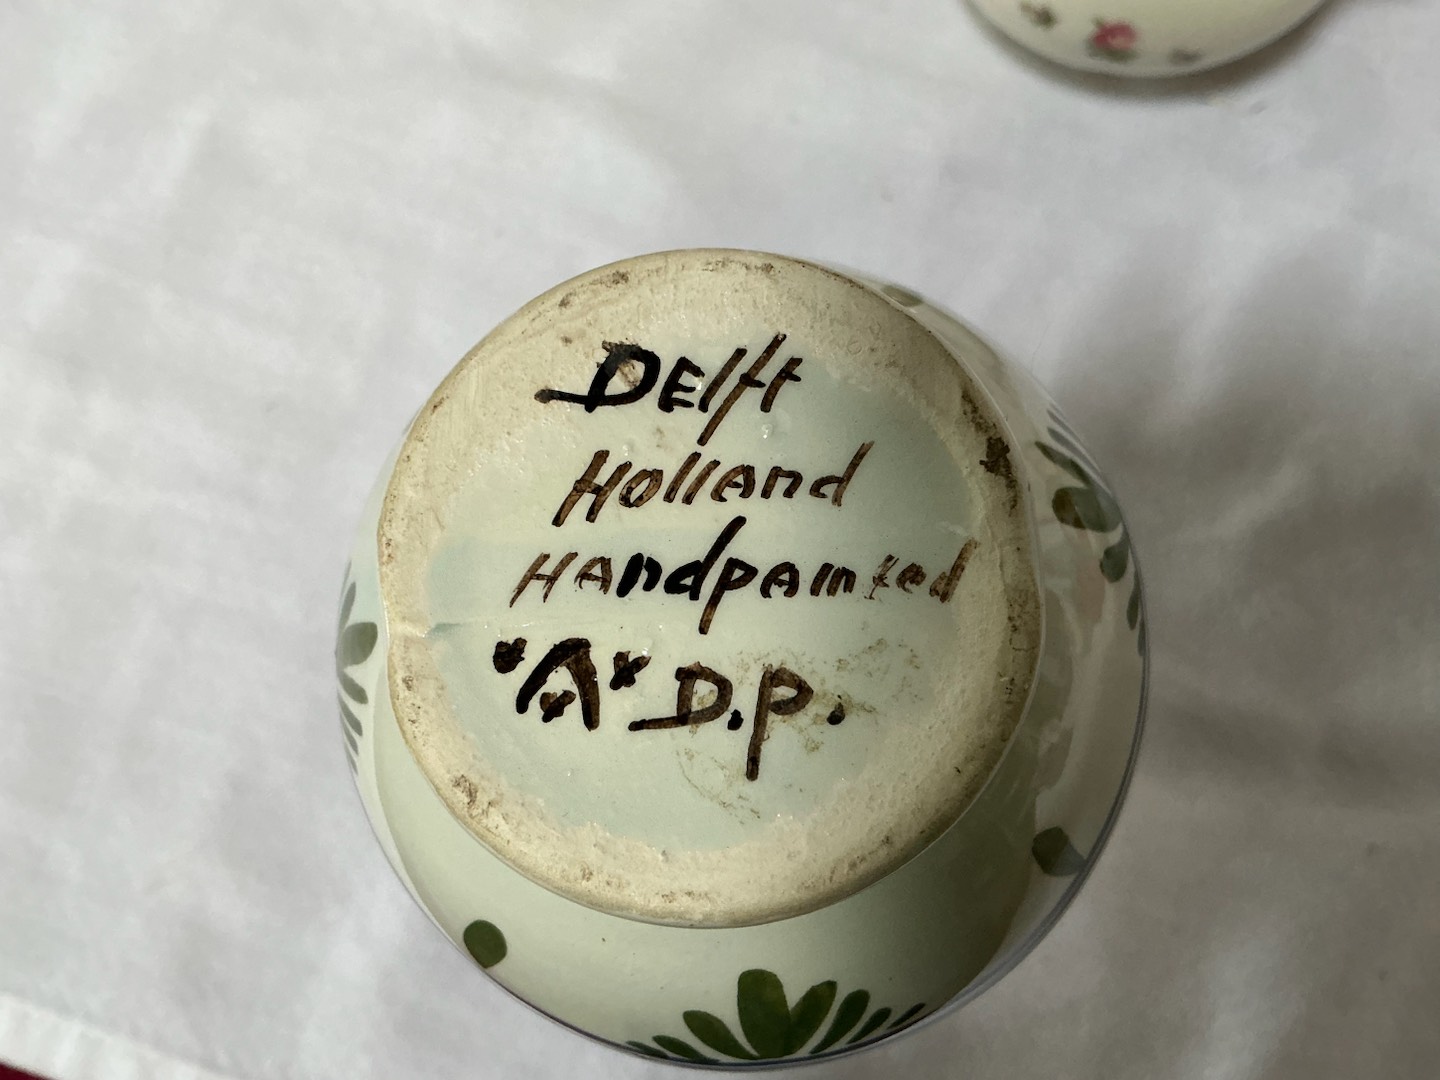 Delft
Holland
Handpainted
"A" D.P.